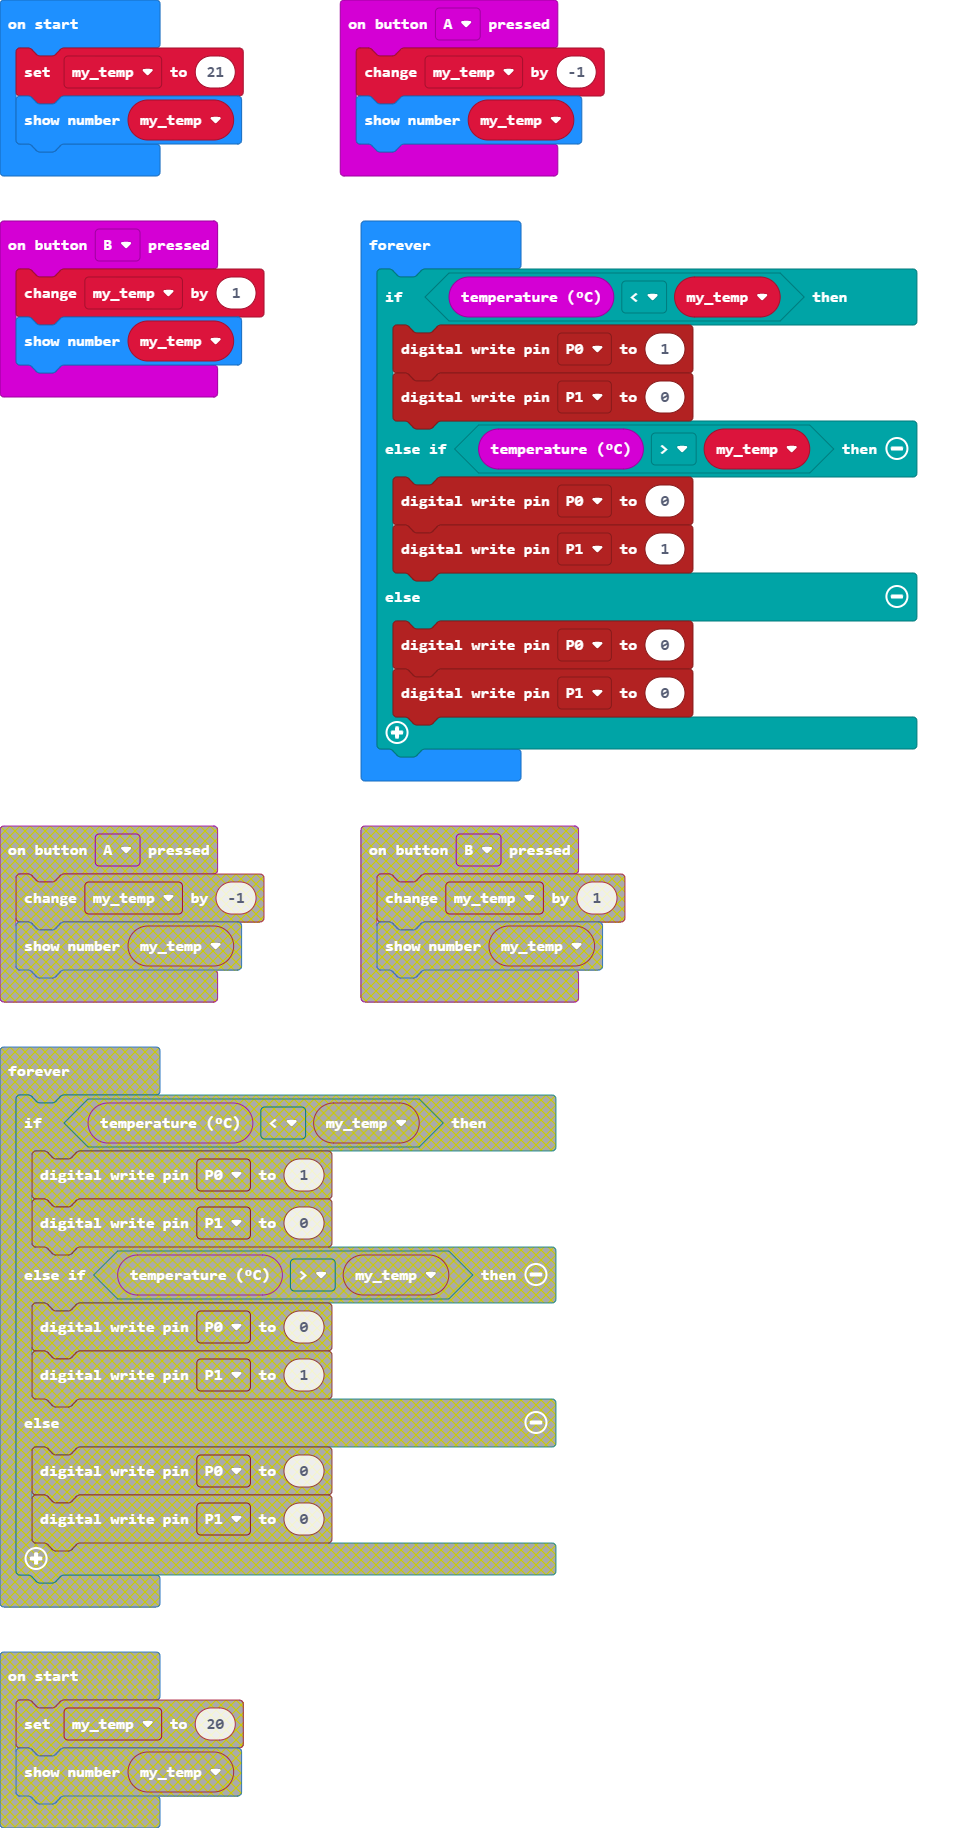 on start
set my_temp to 21
show number my_temp
on button A pressed
change my_temp by -1
show number my_temp
on button B pressed
change my_temp by 1
show number my_temp
forever
if temperature (ºC) < my_temp then
digital write pin P0 to 1
digital write pin P1 to 0
else if temperature (ºC) > my_temp then
digital write pin P0 to 0
digital write pin P1 to 1
else
digital write pin P0 to 0
digital write pin P1 to 0
on button A pressed
change my_temp by -1
show number my_temp
on button B pressed
change my_temp by 1
show number my_temp
forever
if temperature (ºC) < my_temp then
digital write pin P0 to 1
digital write pin P1 to 0
else if temperature (ºC) > my_temp then
digital write pin P0 to 0
digital write pin P1 to 1
else
digital write pin P0 to 0
digital write pin P1 to 0
on start
set my_temp to 20
show number my_temp